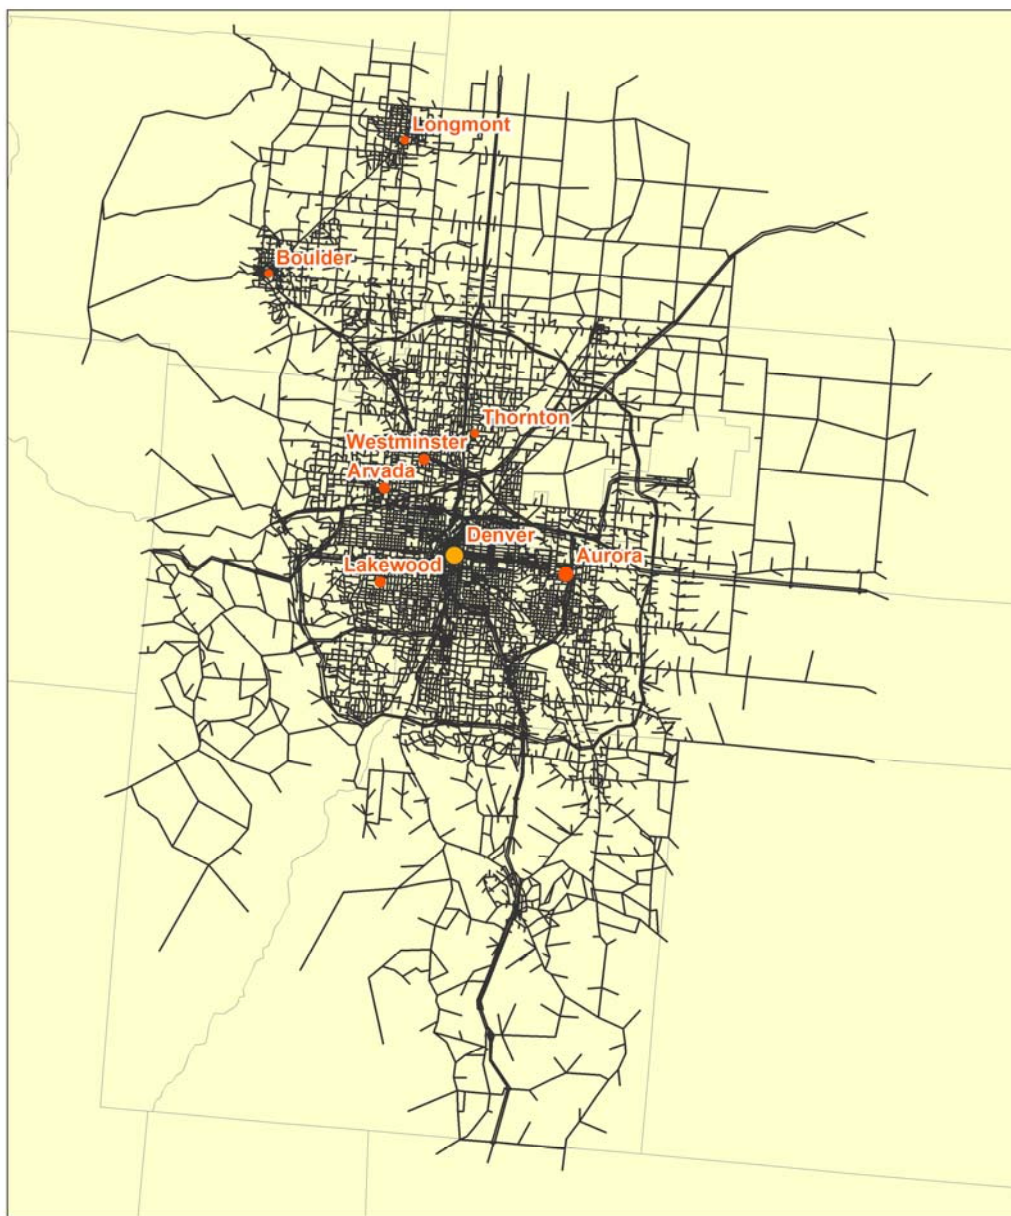 Longmont
Boulder
Thornton
Westminster
Arvada
Denver
Aurora
Lakewood